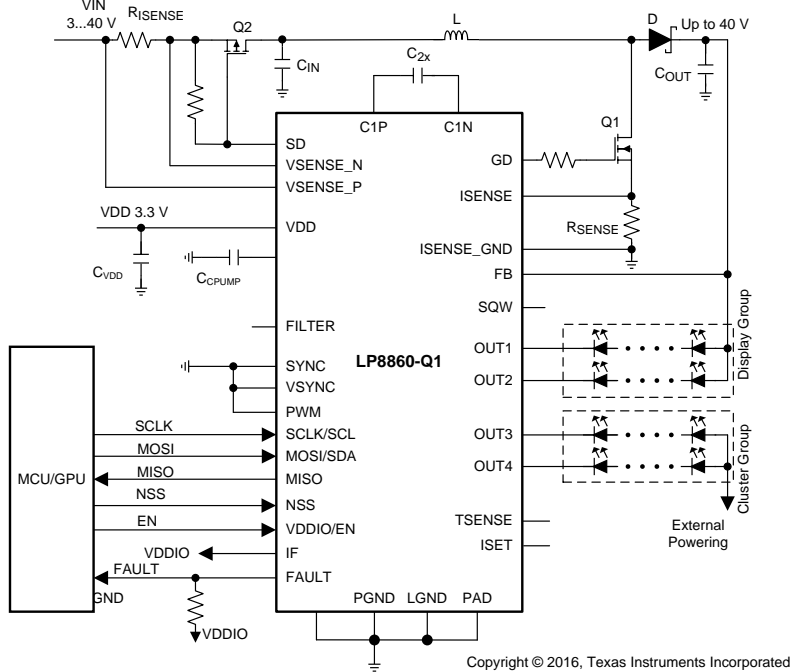 VIN
3...40 V
RISENSE
Q2
L
D
Up to 40 V
CIN
C2x
COUT
C1P
C1N
Q1
SD
GD
VSENSE_N
VSENSE_P
ISENSE
RSENSE
VDD 3.3 V
VDD
ISENSE_GND
CVDD
CCPUMP
FB
SQW
FILTER
Display Group
LP8860-Q1
OUT1
SYNC
VSYNC
OUT2
PWM
SCLK
SCLK/SCL
OUT3
MOSI
MOSI/SDA
MCU/GPU
MISO
MISO
OUT4
Cluster Group
NSS
NSS
EN
VDDIO/EN
TSENSE
External
Powering
VDDIO
IF
ISET
FAULT
FAULT
GND
VDDIO
PGND
LGND
PAD
Copyright © 2016, Texas Instruments Incorporated